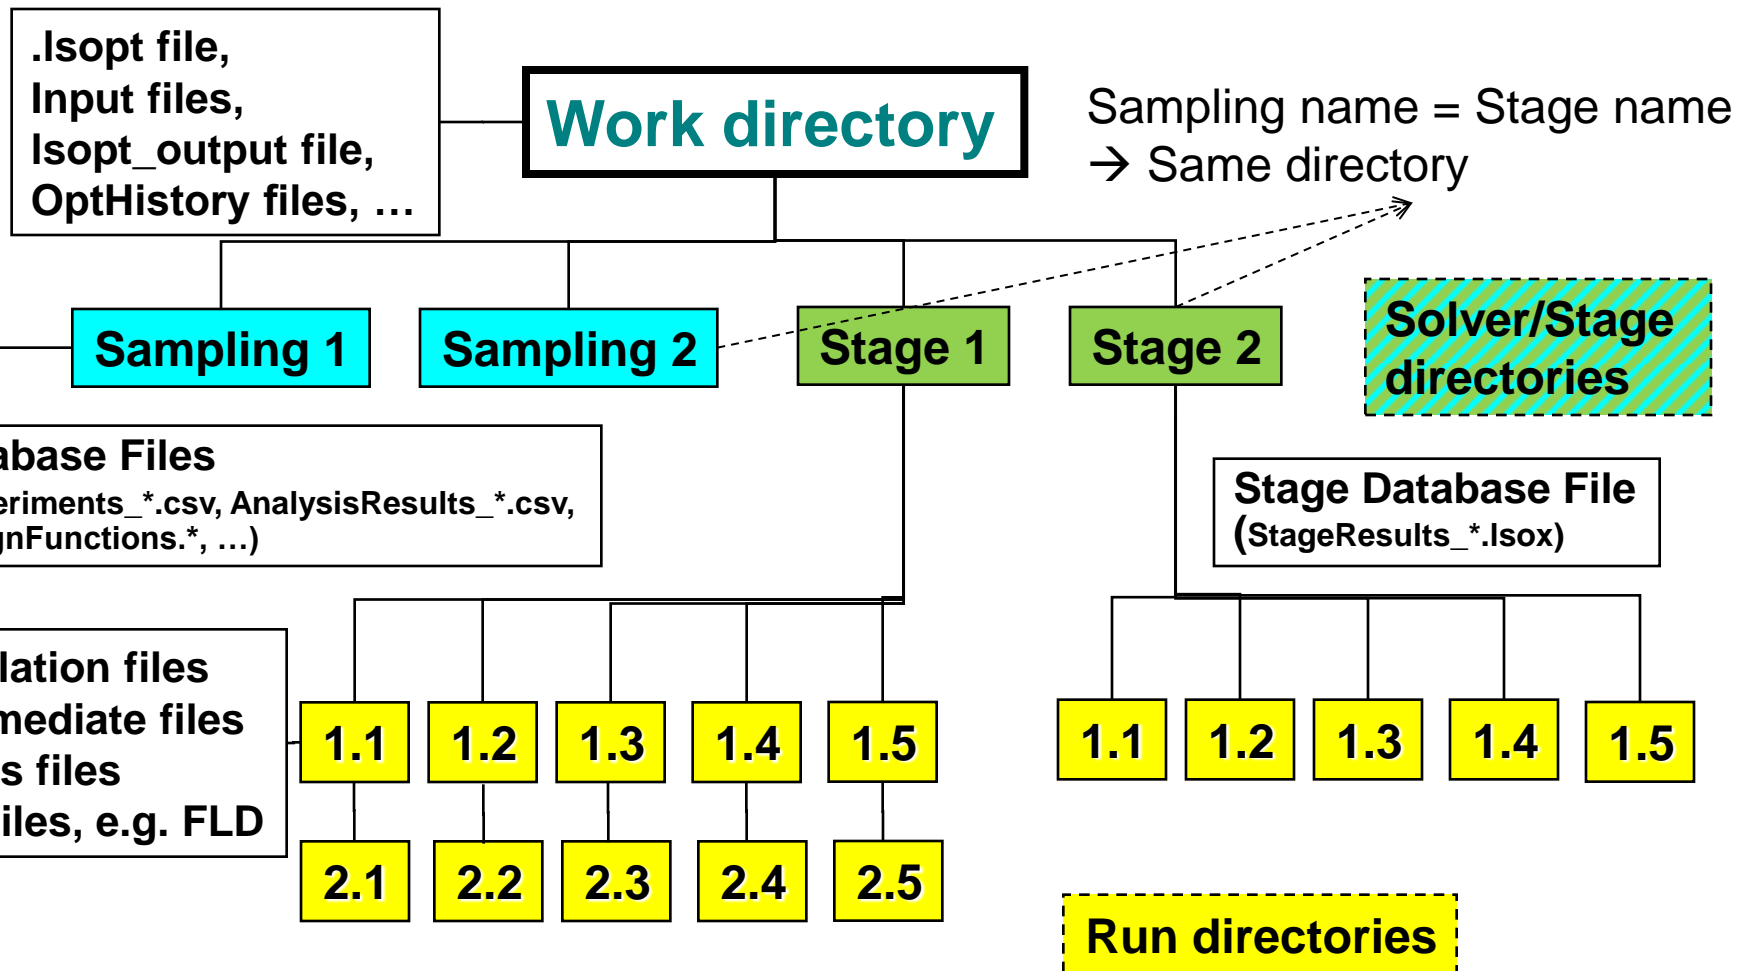 .lsopt file,
Input files,
lsopt_output file,
OptHistory files, …
Work directory
Sampling name = Stage name
→ Same directory
Sampling 1
Sampling 2
Stage 1
Stage 2
Solver/Stage
directories
abase Files
eriments_*.csv, AnalysisResults_*.csv,
gnFunctions.*, …)
Stage Database File
(StageResults_*.lsox)
lation files
mediate files
s files
iles, e.g. FLD
1.1 1.2 1.3 1.4 1.5
1.1 1.2 1.3 1.4 1.5
2.1 2.2 2.3 2.4 2.5
Run directories